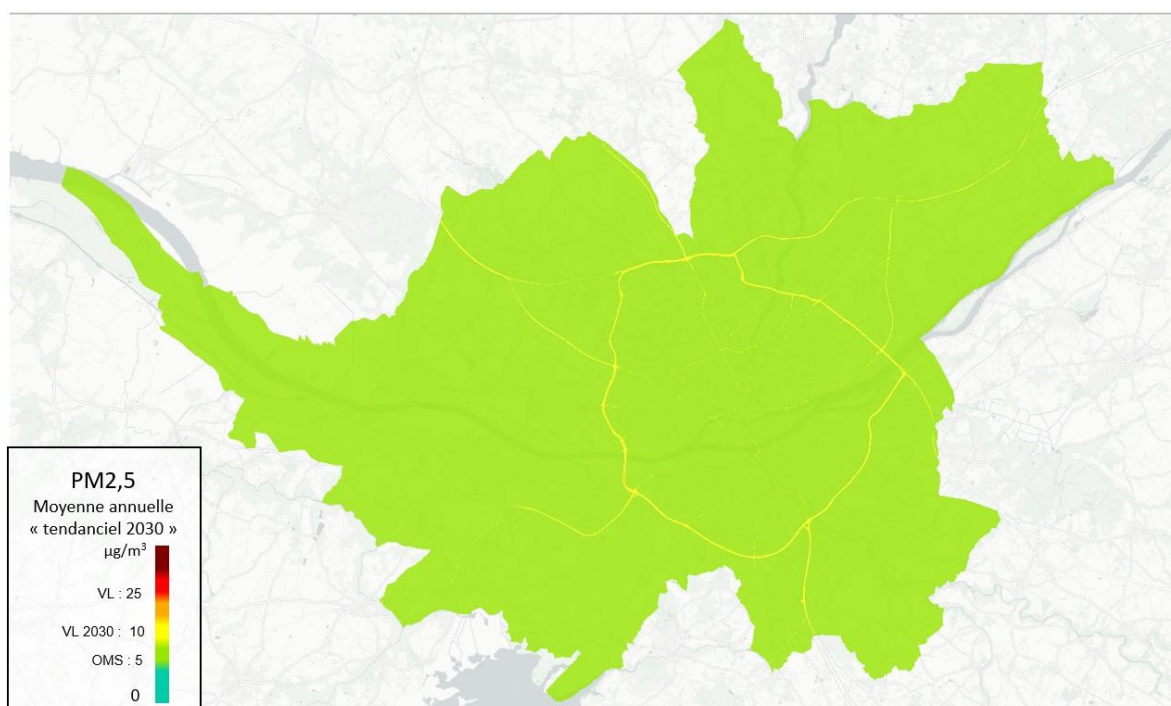 PM2,5
Moyenne annuelle
« tendanciel 2030 »
µg/m³
VL : 25
VL 2030 : 10
OMS : 5
0